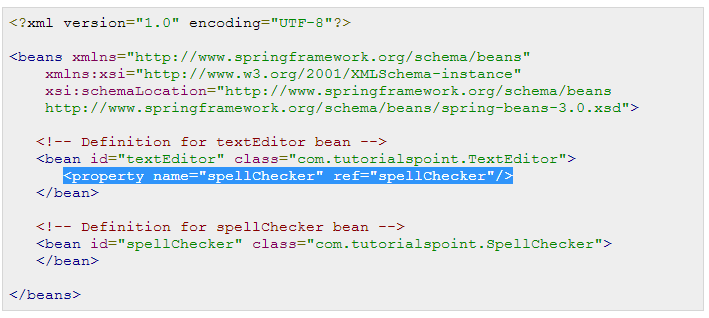 <?xml version="1.0" encoding="UTF-8"?>
<beans xmlns="http://www.springframework.org/schema/beans"
xmlns:xsi="http://www.w3.org/2001/XMLSchema-instance"
xsi:schemaLocation="http://www.springframework.org/schema/beans
http://www.springframework.org/schema/beans/spring-beans-3.0.xsd">
<!-- Definition for textEditor bean -->
<bean id="textEditor" class="com.tutorialspoint.TextEditor">
<property name="spellChecker" ref="spellChecker"/>
</bean>
<!-- Definition for spellChecker bean -->
<bean id="spellChecker" class="com.tutorialspoint.SpellChecker">
</bean>
</beans>